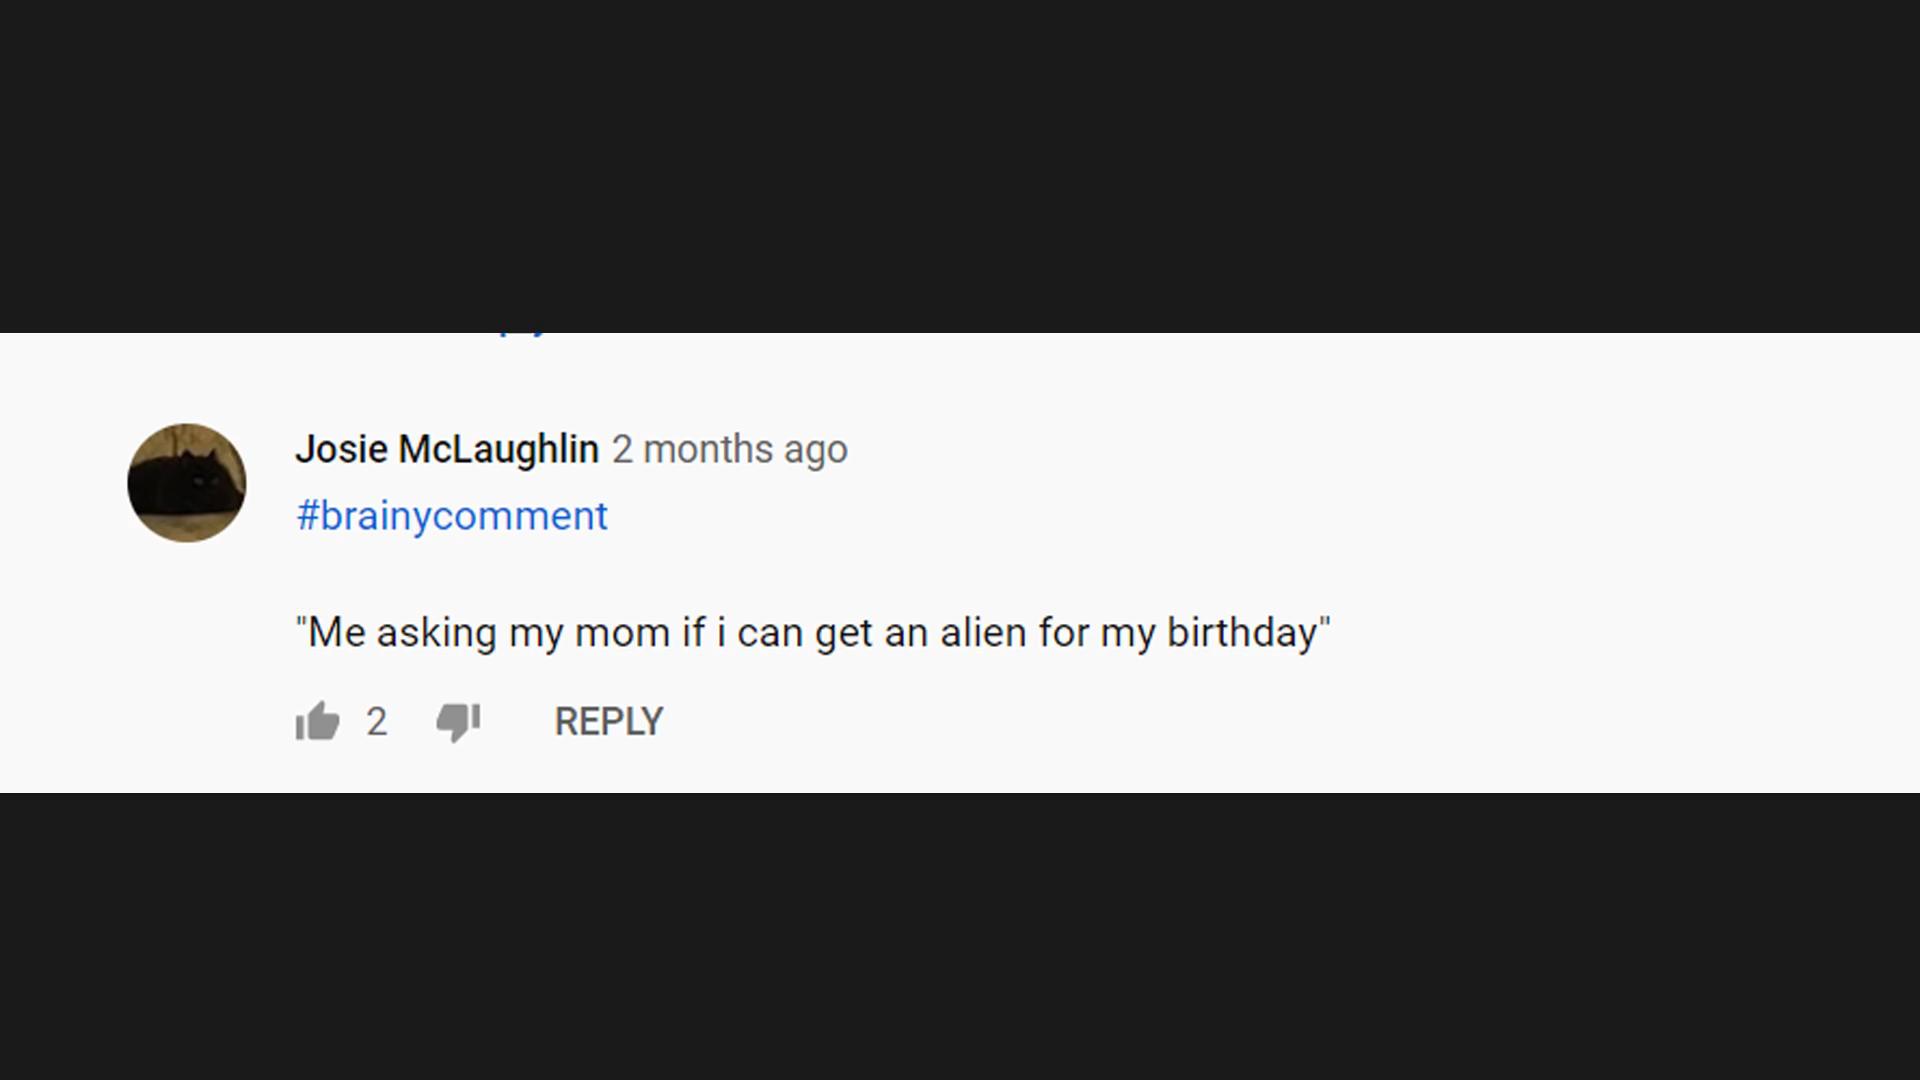 Josie McLaughlin 2 months ago
#brainycomment
"Me asking my mom if i can get an alien for my birthday"
2 REPLY